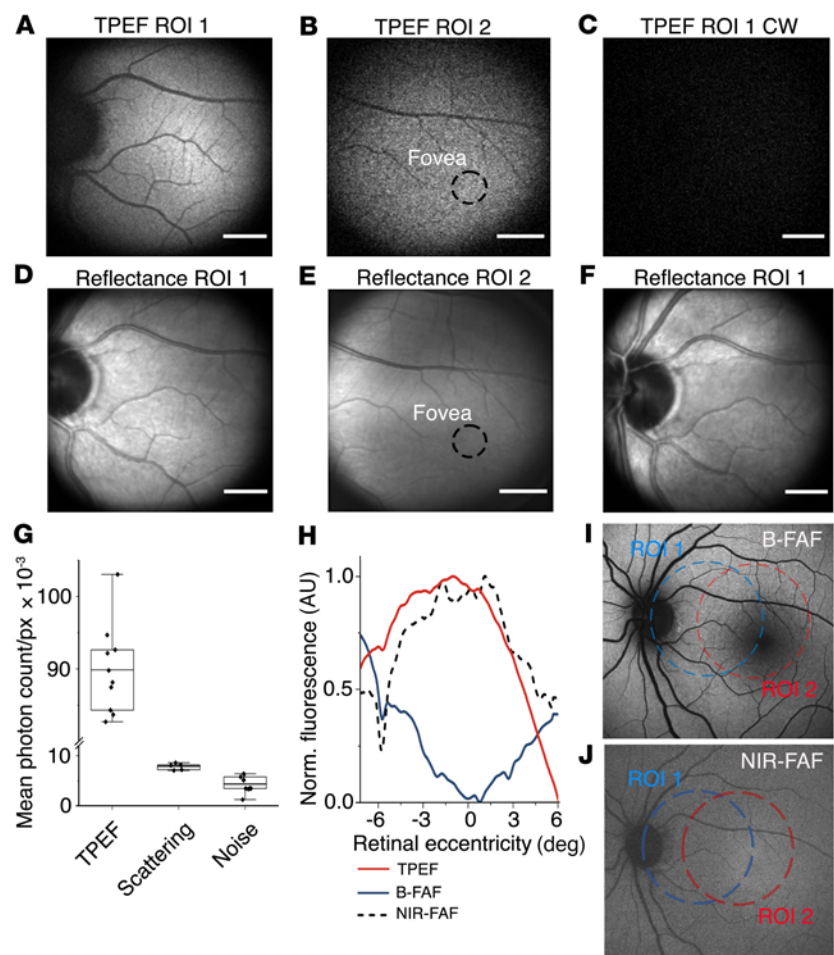 A
TPEF ROI 1
B
TPEF ROI 2
C
TPEF ROI 1 CW
Fovea
D
Reflectance ROI 1
E
Reflectance ROI 2
F
Reflectance ROI 1
Fovea
G
Mean photon count/px × 10⁻³
100
90
10
0
TPEF
Scattering
Noise
H
Norm. fluorescence (AU)
1.0
0.5
0.0
-6
-3
0
3
6
Retinal eccentricity (deg)
TPEF
B-FAF
NIR-FAF
I
B-FAF
ROI 1
ROI 2
J
NIR-FAF
ROI 1
ROI 2